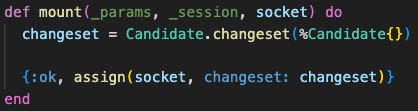 def mount(_params, _session, socket) do
  changeset = Candidate.changeset(%Candidate{})

  {:ok, assign(socket, changeset: changeset)}
end